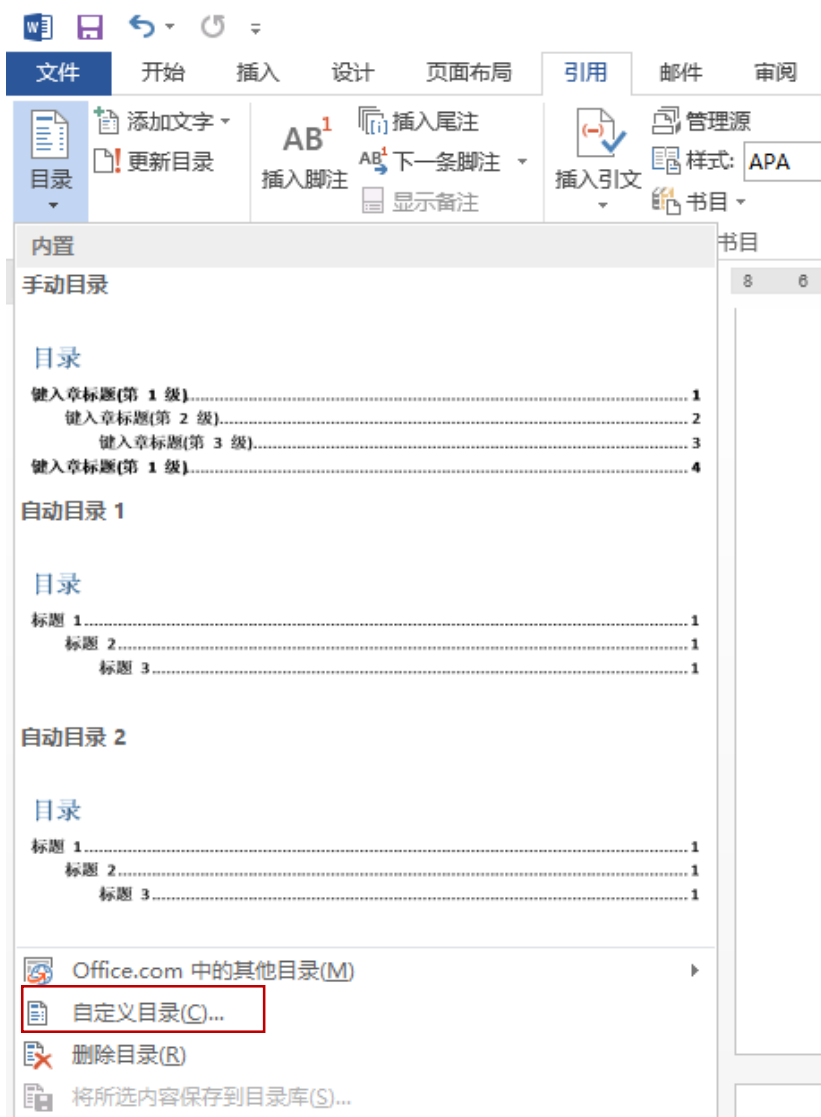 文件 开始 插入 设计 页面布局 引用 邮件 审阅
目录
添加文字
更新目录
AB1
插入脚注
[i] 插入尾注
AB1 下一条脚注
显示备注
(-)
插入引文
管理源
样式: APA
书目
书目
8 6
内置
手动目录
目录
键入章标题(第 1 级)........................................1
键入章标题(第 2 级)........................................2
键入章标题(第 3 级)........................................3
键入章标题(第 1 级)........................................4
自动目录 1
目录
标题 1........................................1
标题 2........................................1
标题 3........................................1
自动目录 2
目录
标题 1........................................1
标题 2........................................1
标题 3........................................1
Office.com 中的其他目录(M)
自定义目录(C)...
删除目录(R)
将所选内容保存到目录库(S)...